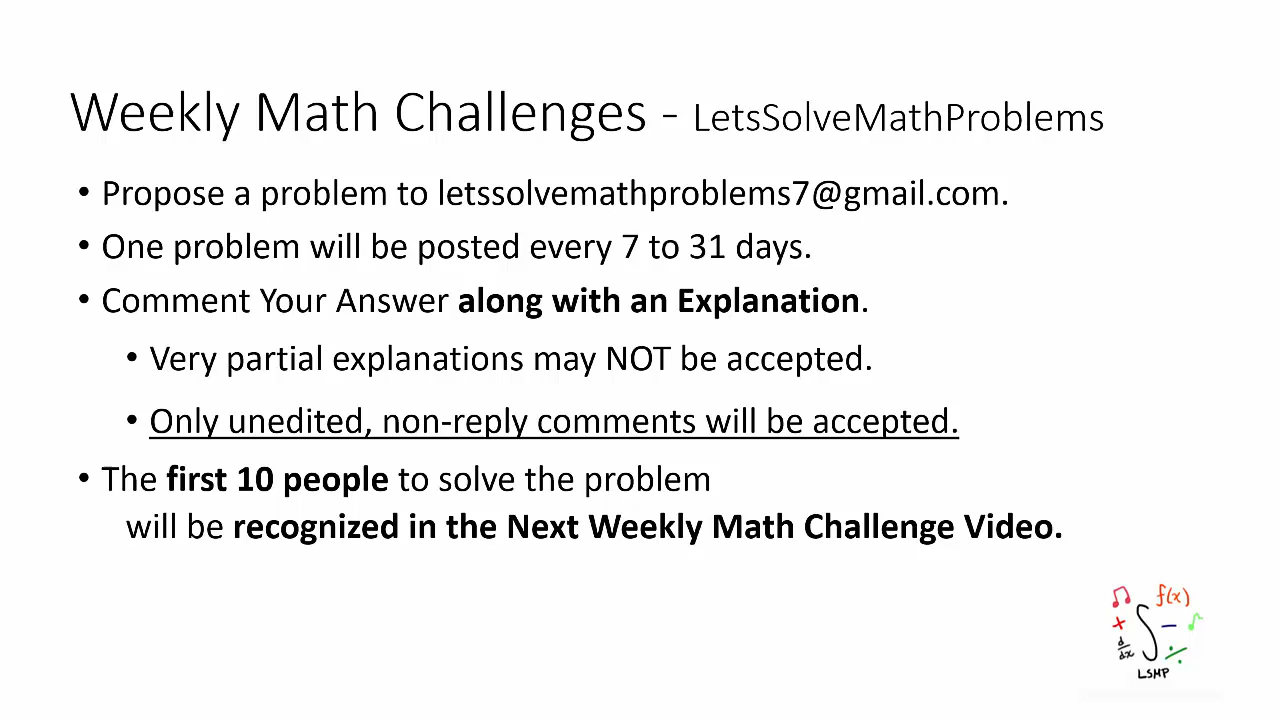 Weekly Math Challenges - LetsSolveMathProblems
• Propose a problem to letssolvemathproblems7@gmail.com.
• One problem will be posted every 7 to 31 days.
• Comment Your Answer along with an Explanation.
• Very partial explanations may NOT be accepted.
• Only unedited, non-reply comments will be accepted.
• The first 10 people to solve the problem
will be recognized in the Next Weekly Math Challenge Video.
♫ f(x)
+ ∫ − ♪
d/dx ÷
LSMP